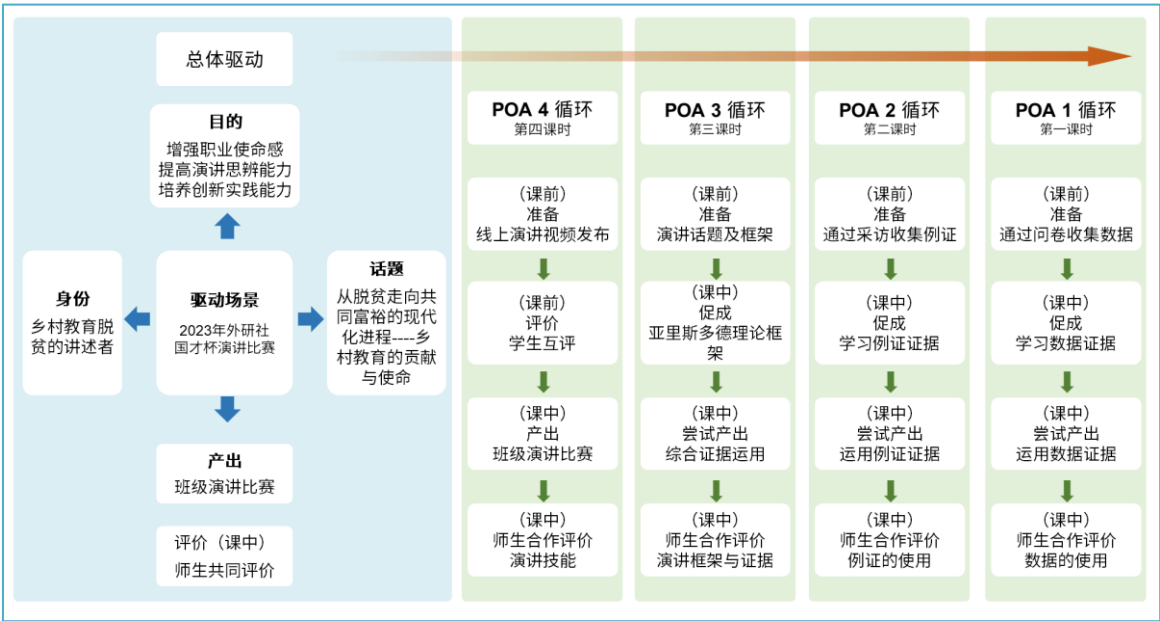 总体驱动
目的
增强职业使命感
提高演讲思辨能力
培养创新实践能力
身份
乡村教育脱
贫的讲述者
驱动场景
2023年外研社
国才杯演讲比赛
话题
从脱贫走向共
同富裕的现代
化进程----乡
村教育的贡献
与使命
产出
班级演讲比赛
评价（课中）
师生共同评价
POA 4 循环
第四课时
（课前）
准备
线上演讲视频发布
（课前）
评价
学生互评
（课中）
产出
班级演讲比赛
（课中）
师生合作评价
演讲技能
POA 3 循环
第三课时
（课前）
准备
演讲话题及框架
（课中）
促成
亚里斯多德理论框
架
（课中）
尝试产出
综合证据运用
（课中）
师生合作评价
演讲框架与证据
POA 2 循环
第二课时
（课前）
准备
通过采访收集例证
（课中）
促成
学习例证证据
（课中）
尝试产出
运用例证证据
（课中）
师生合作评价
例证的使用
POA 1 循环
第一课时
（课前）
准备
通过问卷收集数据
（课中）
促成
学习数据证据
（课中）
尝试产出
运用数据证据
（课中）
师生合作评价
数据的使用